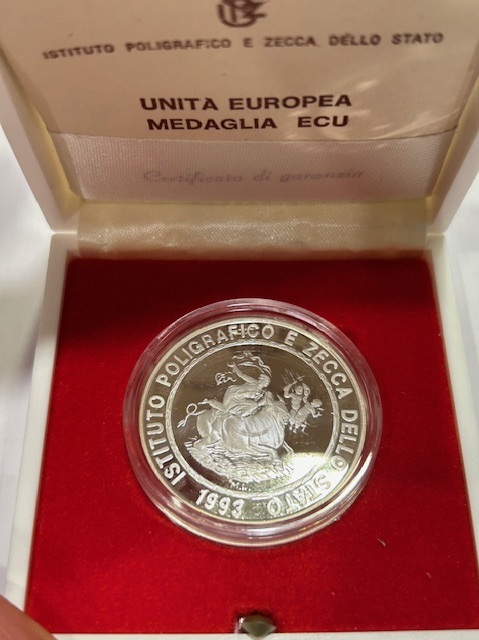 ISTITUTO POLIGRAFICO E ZECCA DELLO STATO
UNITÀ EUROPEA
MEDAGLIA ECU
Certificato di garanzia
ISTITUTO POLIGRAFICO E ZECCA DELLO STATO
1993